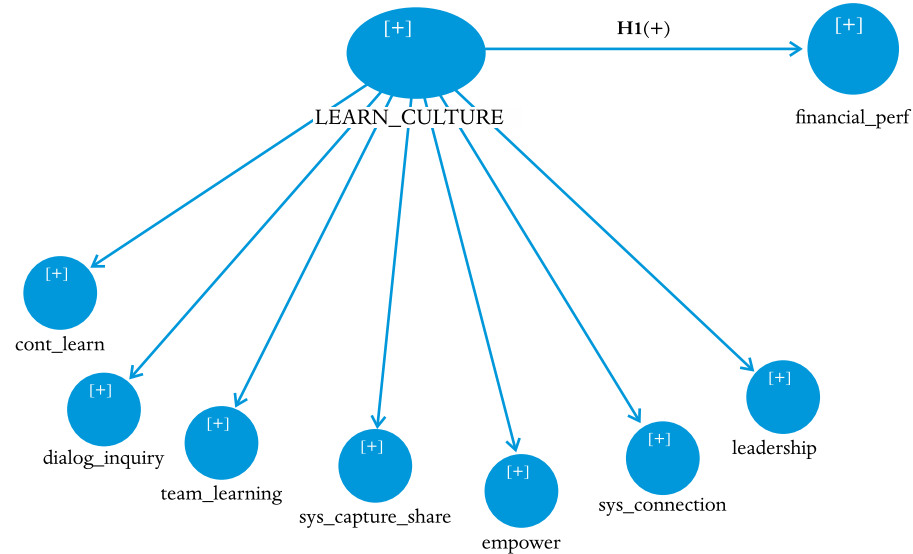 [+]
H1(+)
[+]
financial_perf
LEARN_CULTURE
[+]
cont_learn
[+]
dialog_inquiry
[+]
team_learning
[+]
sys_capture_share
[+]
empower
[+]
sys_connection
[+]
leadership